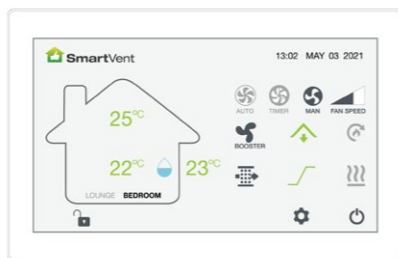 SmartVent
13:02 MAY 03 2021
25°C
AUTO TIMER MAN FAN SPEED
BOOSTER
22°C 23°C
LOUNGE BEDROOM